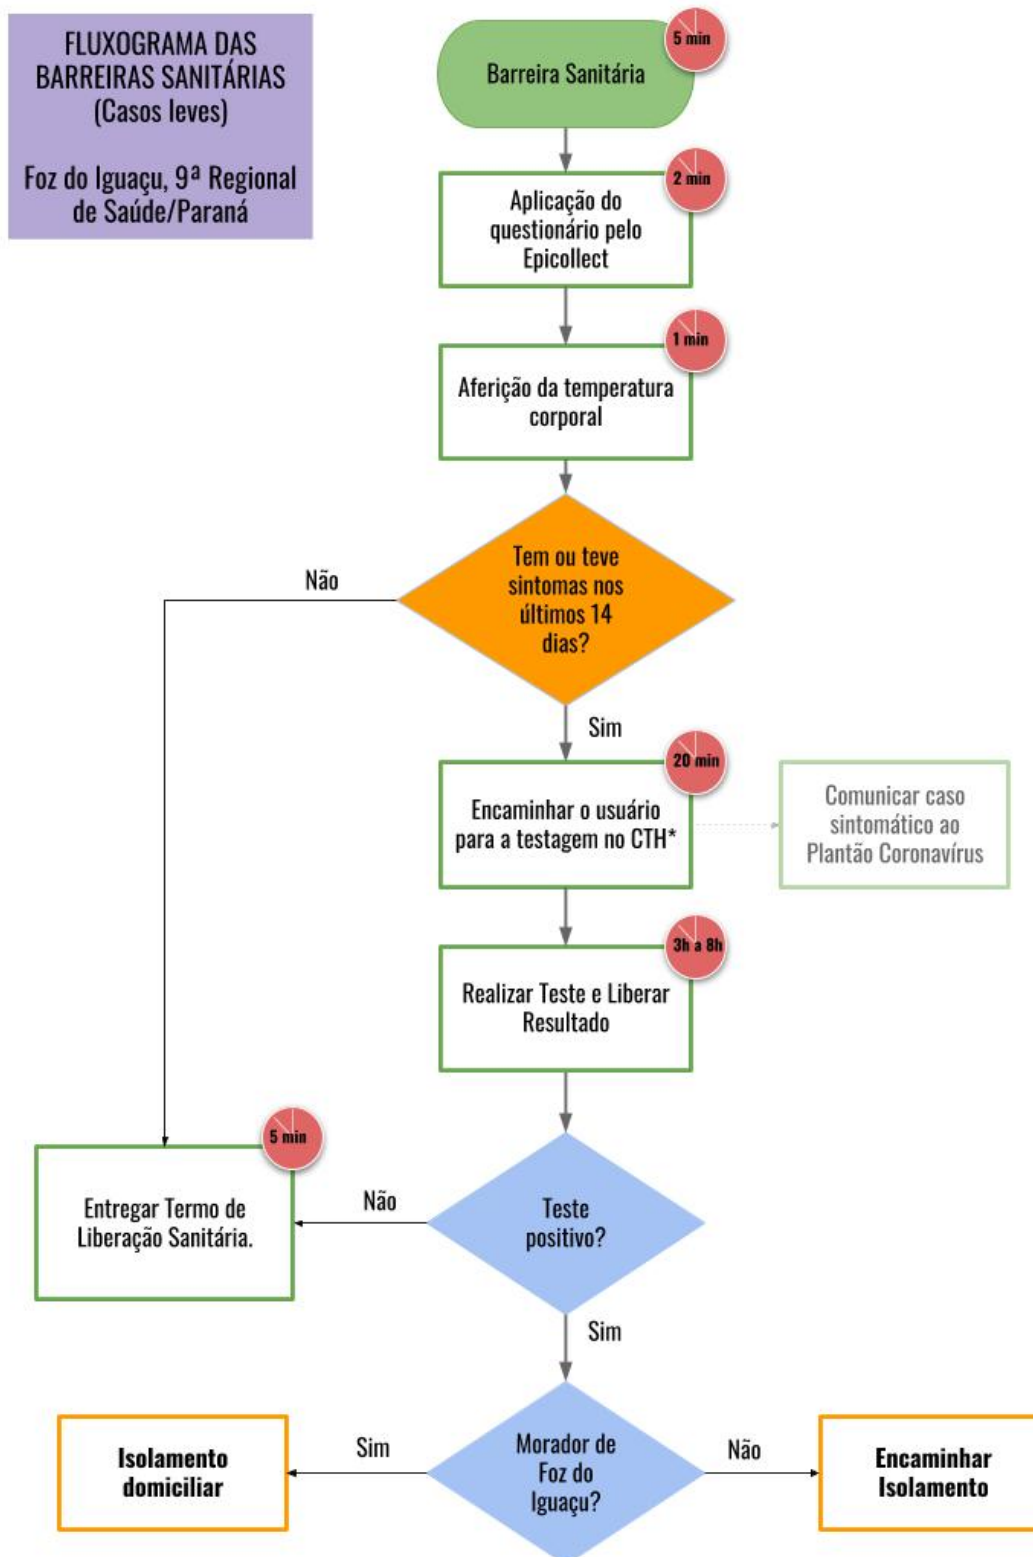 FLUXOGRAMA DAS
BARREIRAS SANITÁRIAS
(Casos leves)
Foz do Iguaçu, 9ª Regional
de Saúde/Paraná
5 min
Barreira Sanitária
2 min
Aplicação do
questionário pelo
Epicollect
1 min
Aferição da temperatura
corporal
Tem ou teve
sintomas nos
últimos 14
dias?
Não
Sim
20 min
Encaminhar o usuário
para a testagem no CTH*
Comunicar caso
sintomático ao
Plantão Coronavírus
3h a 8h
Realizar Teste e Liberar
Resultado
5 min
Entregar Termo de
Liberação Sanitária.
Não
Teste
positivo?
Sim
Isolamento
domiciliar
Sim
Morador de
Foz do
Iguaçu?
Não
Encaminhar
Isolamento